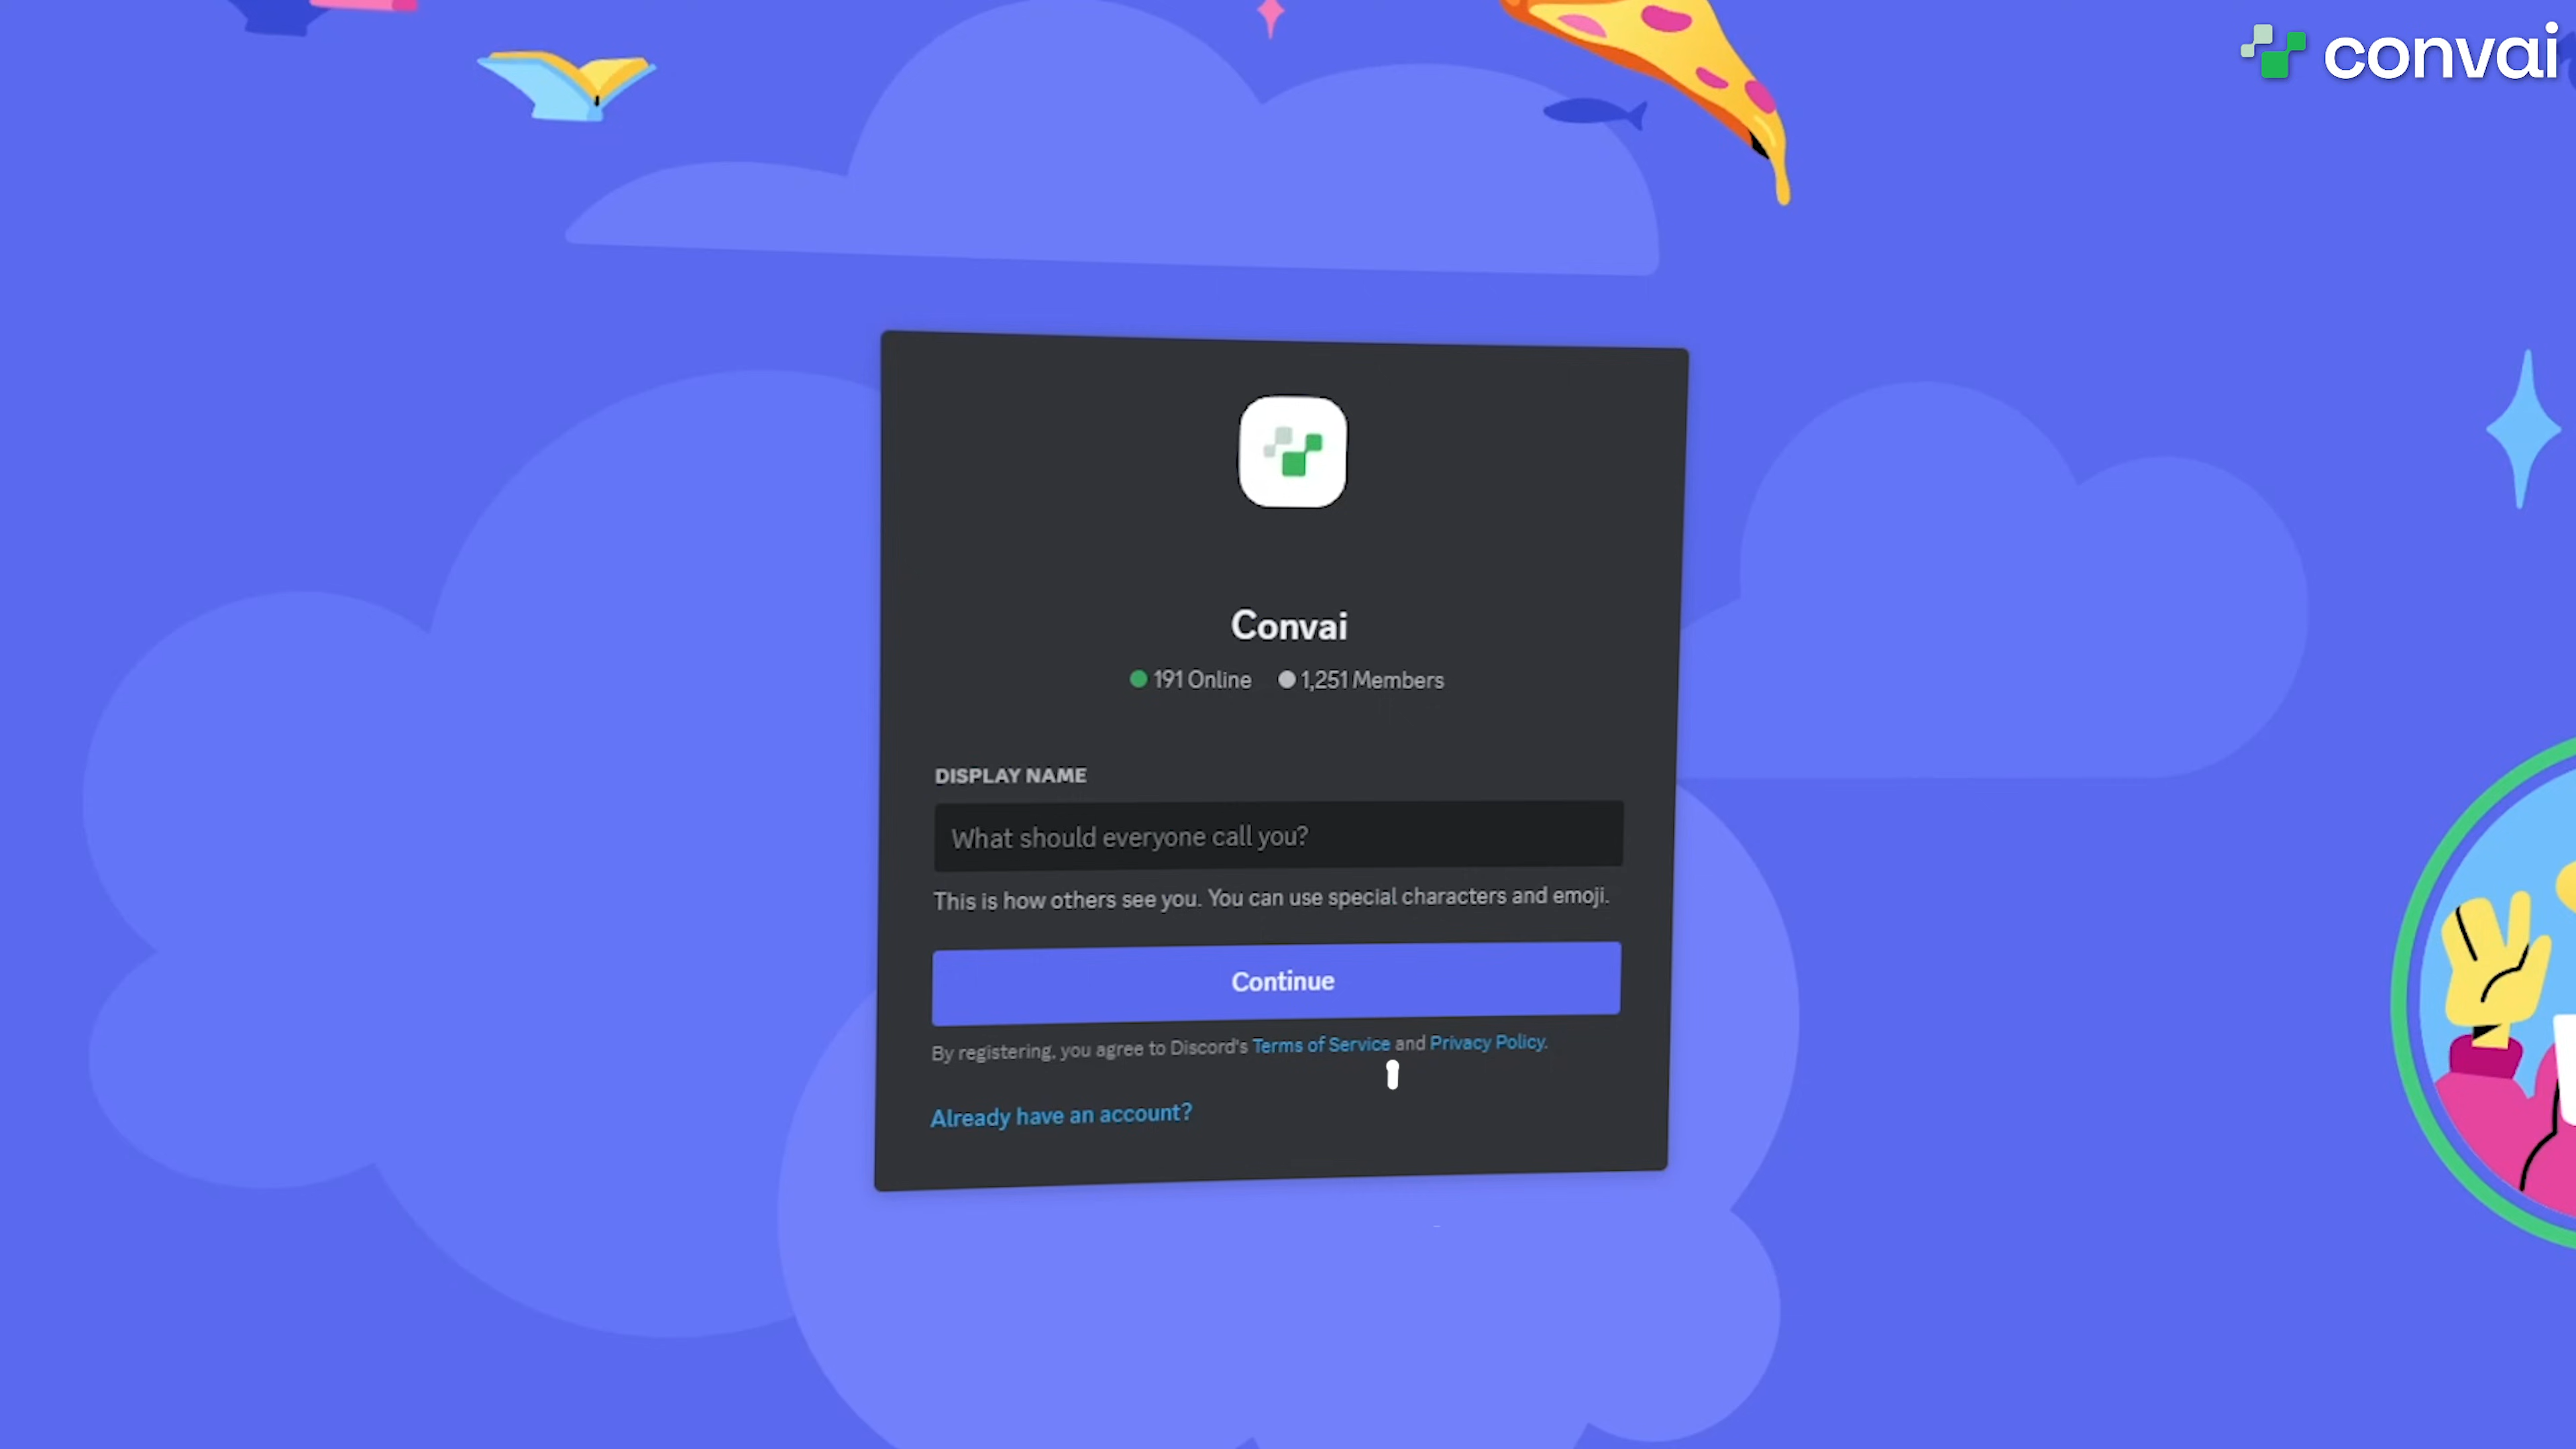 convai
Convai
191 Online 1,251 Members
DISPLAY NAME
What should everyone call you?
This is how others see you. You can use special characters and emoji.
Continue
By registering, you agree to Discord's Terms of Service and Privacy Policy.
Already have an account?